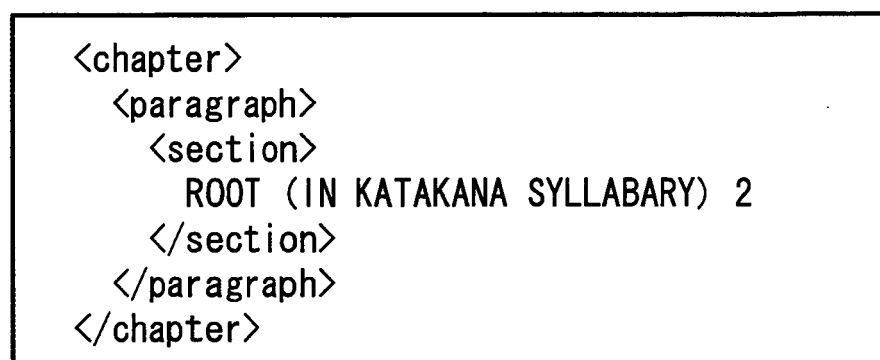 <chapter>
<paragraph>
<section>
ROOT (IN KATAKANA SYLLABARY) 2
</section>
</paragraph>
</chapter>